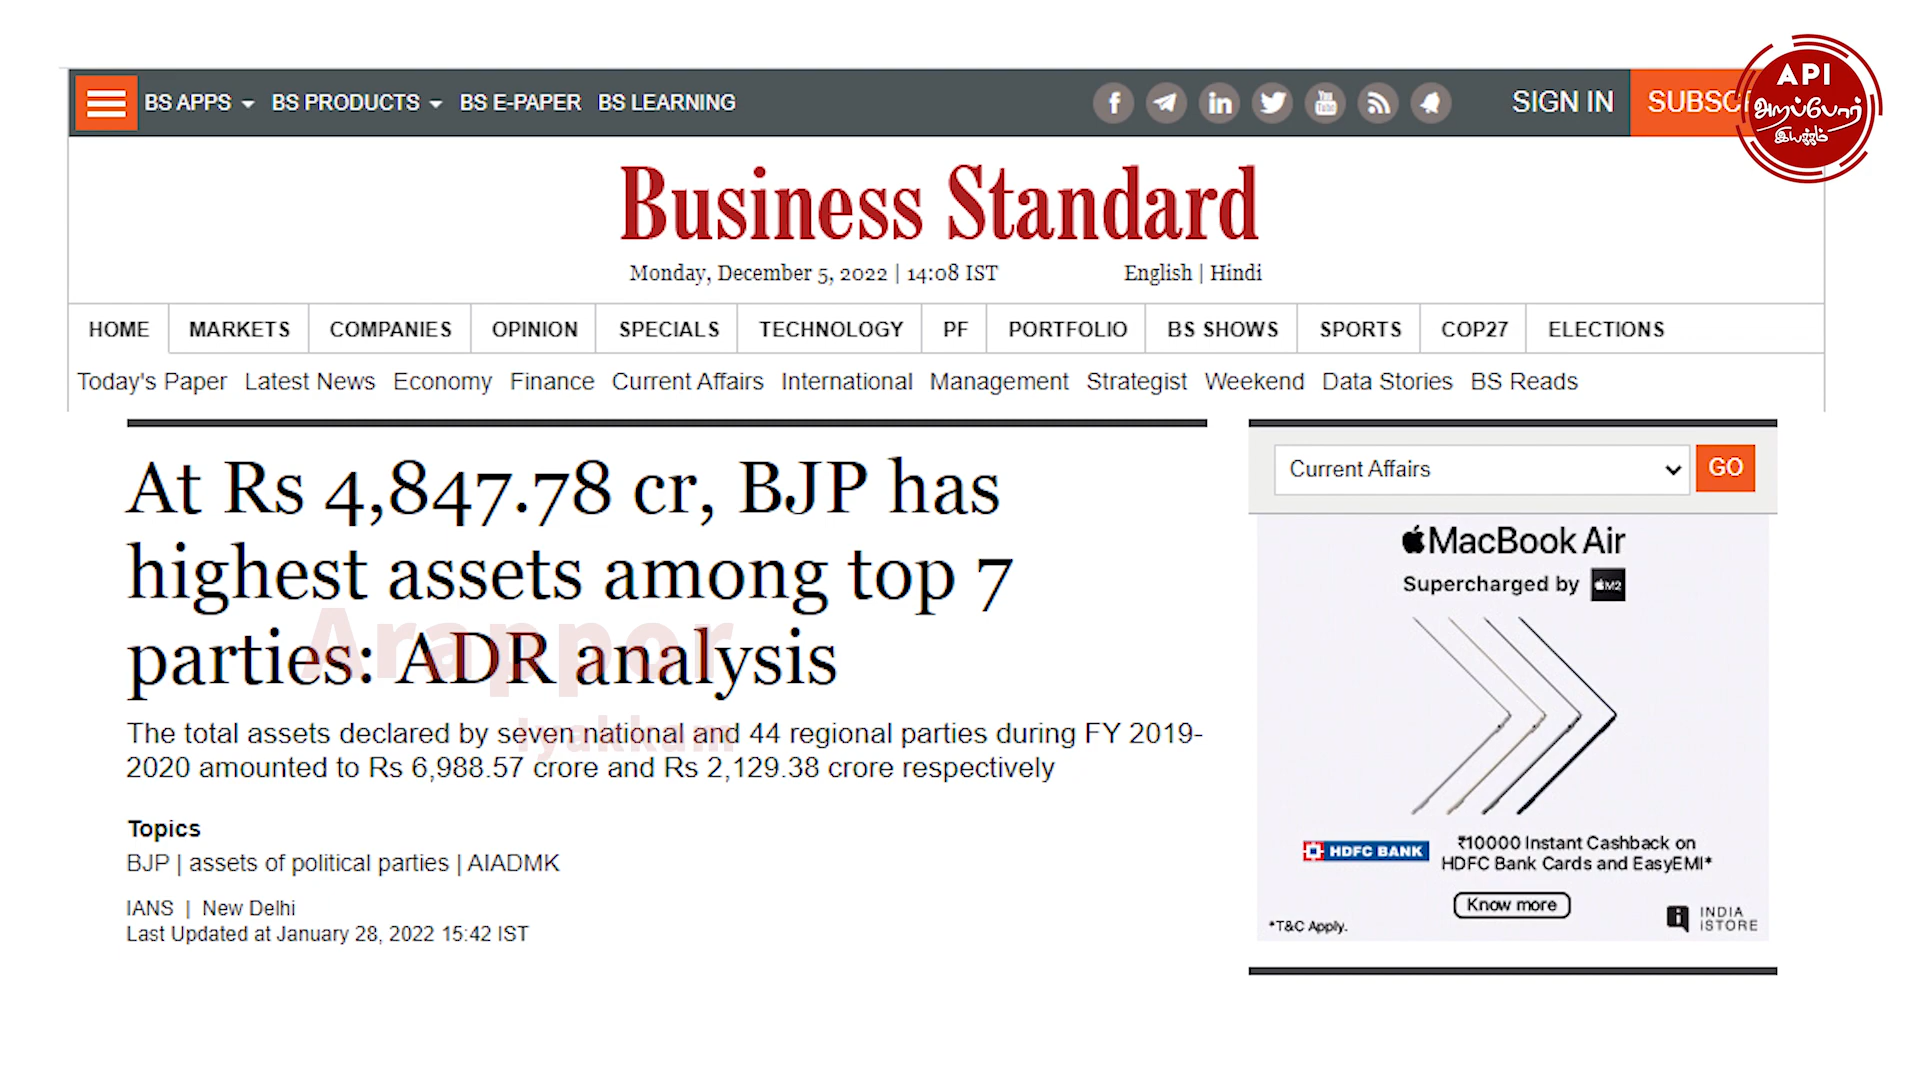 BS APPS BS PRODUCTS BS E-PAPER BS LEARNING
SIGN IN
API
அறப்போர்
இயக்கம்
Business Standard
Monday, December 5, 2022 | 14:08 IST English | Hindi
HOME MARKETS COMPANIES OPINION SPECIALS TECHNOLOGY PF PORTFOLIO BS SHOWS SPORTS COP27 ELECTIONS
Today's Paper Latest News Economy Finance Current Affairs International Management Strategist Weekend Data Stories BS Reads
At Rs 4,847.78 cr, BJP has
highest assets among top 7
parties: ADR analysis
Arappor
Iyakkam
The total assets declared by seven national and 44 regional parties during FY 2019-
2020 amounted to Rs 6,988.57 crore and Rs 2,129.38 crore respectively
Topics
BJP | assets of political parties | AIADMK
IANS | New Delhi
Last Updated at January 28, 2022 15:42 IST
Current Affairs GO
MacBook Air
Supercharged by M2
HDFC BANK
₹10000 Instant Cashback on
HDFC Bank Cards and EasyEMI*
Know more
*T&C Apply.
INDIA
ISTORE